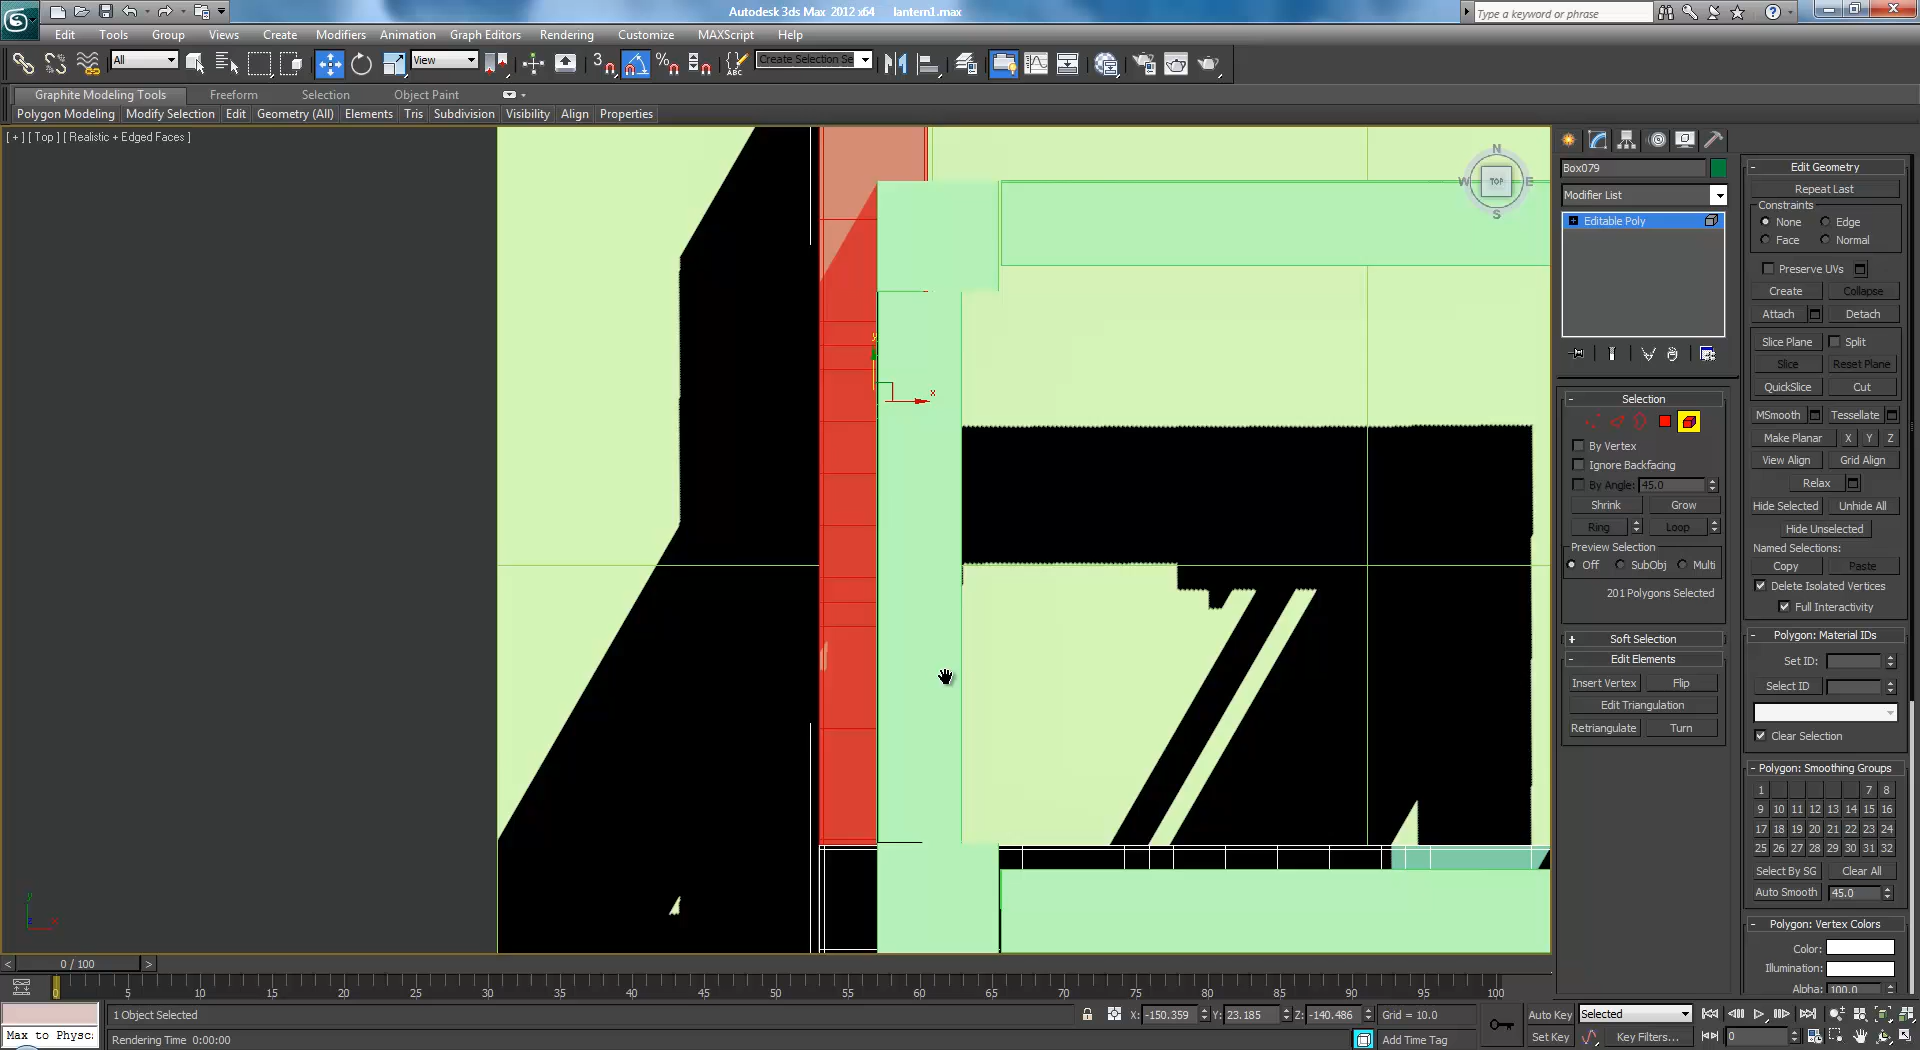 Autodesk 3ds Max 2012 x64 lantern1.max
Type a keyword or phrase
Edit Tools Group Views Create Modifiers Animation Graph Editors Rendering Customize MAXScript Help
All View Create Selection Se
Graphite Modeling Tools Freeform Selection Object Paint
Polygon Modeling Modify Selection Edit Geometry (All) Elements Tris Subdivision Visibility Align Properties
[ + ] [ Top ] [ Realistic + Edged Faces ]
N
W TOP E
S
y
x
y
z x
Box079
Modifier List
Editable Poly
- Selection
By Vertex
Ignore Backfacing
By Angle: 45.0
Shrink Grow
Ring Loop
Preview Selection
Off SubObj Multi
201 Polygons Selected
+ Soft Selection
- Edit Elements
Insert Vertex Flip
Edit Triangulation
Retriangulate Turn
- Edit Geometry
Repeat Last
Constraints
None Edge
Face Normal
Preserve UVs
Create Collapse
Attach Detach
Slice Plane Split
Slice Reset Plane
QuickSlice Cut
MSmooth Tessellate
Make Planar X Y Z
View Align Grid Align
Relax
Hide Selected Unhide All
Hide Unselected
Named Selections:
Copy Paste
Delete Isolated Vertices
Full Interactivity
- Polygon: Material IDs
Set ID:
Select ID
Clear Selection
- Polygon: Smoothing Groups
1 7 8
9 10 11 12 13 14 15 16
17 18 19 20 21 22 23 24
25 26 27 28 29 30 31 32
Select By SG Clear All
Auto Smooth 45.0
- Polygon: Vertex Colors
Color:
Illumination:
Alpha: 100.0
< 0 / 100 >
0 5 10 15 20 25 30 35 40 45 50 55 60 65 70 75 80 85 90 95 100
1 Object Selected X: -150.359 Y: 23.185 Z: -140.486 Grid = 10.0 Auto Key Selected
Max to Physc: Rendering Time 0:00:00 Add Time Tag Set Key Key Filters... 0